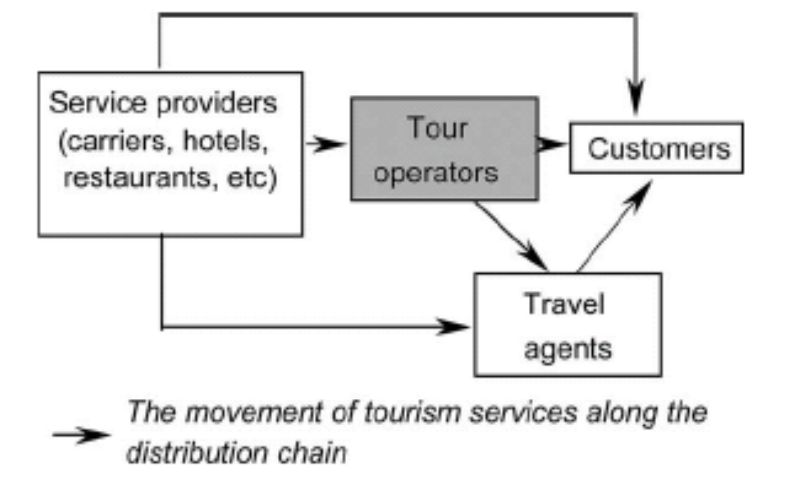 Service providers
(carriers, hotels,
restaurants, etc)
Tour
operators
Customers
Travel
agents
The movement of tourism services along the
distribution chain